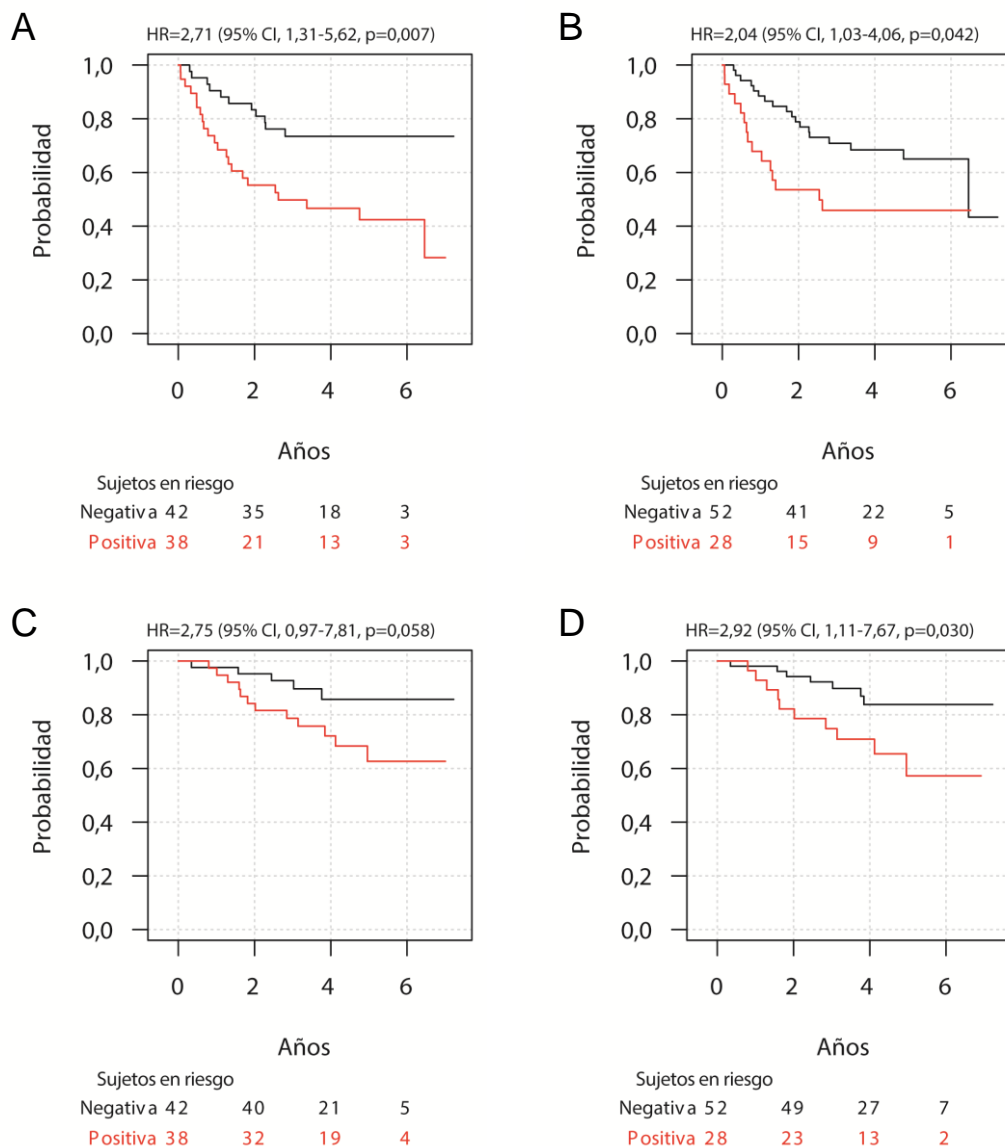 A
HR=2,71 (95% CI, 1,31-5,62, p=0,007)
1,0
0,8
0,6
0,4
0,2
0,0
Probabilidad
0 2 4 6
Años
Sujetos en riesgo
Negativa 42 35 18 3
Positiva 38 21 13 3
B
HR=2,04 (95% CI, 1,03-4,06, p=0,042)
1,0
0,8
0,6
0,4
0,2
0,0
Probabilidad
0 2 4 6
Años
Sujetos en riesgo
Negativa 52 41 22 5
Positiva 28 15 9 1
C
HR=2,75 (95% CI, 0,97-7,81, p=0,058)
1,0
0,8
0,6
0,4
0,2
0,0
Probabilidad
0 2 4 6
Años
Sujetos en riesgo
Negativa 42 40 21 5
Positiva 38 32 19 4
D
HR=2,92 (95% CI, 1,11-7,67, p=0,030)
1,0
0,8
0,6
0,4
0,2
0,0
Probabilidad
0 2 4 6
Años
Sujetos en riesgo
Negativa 52 49 27 7
Positiva 28 23 13 2